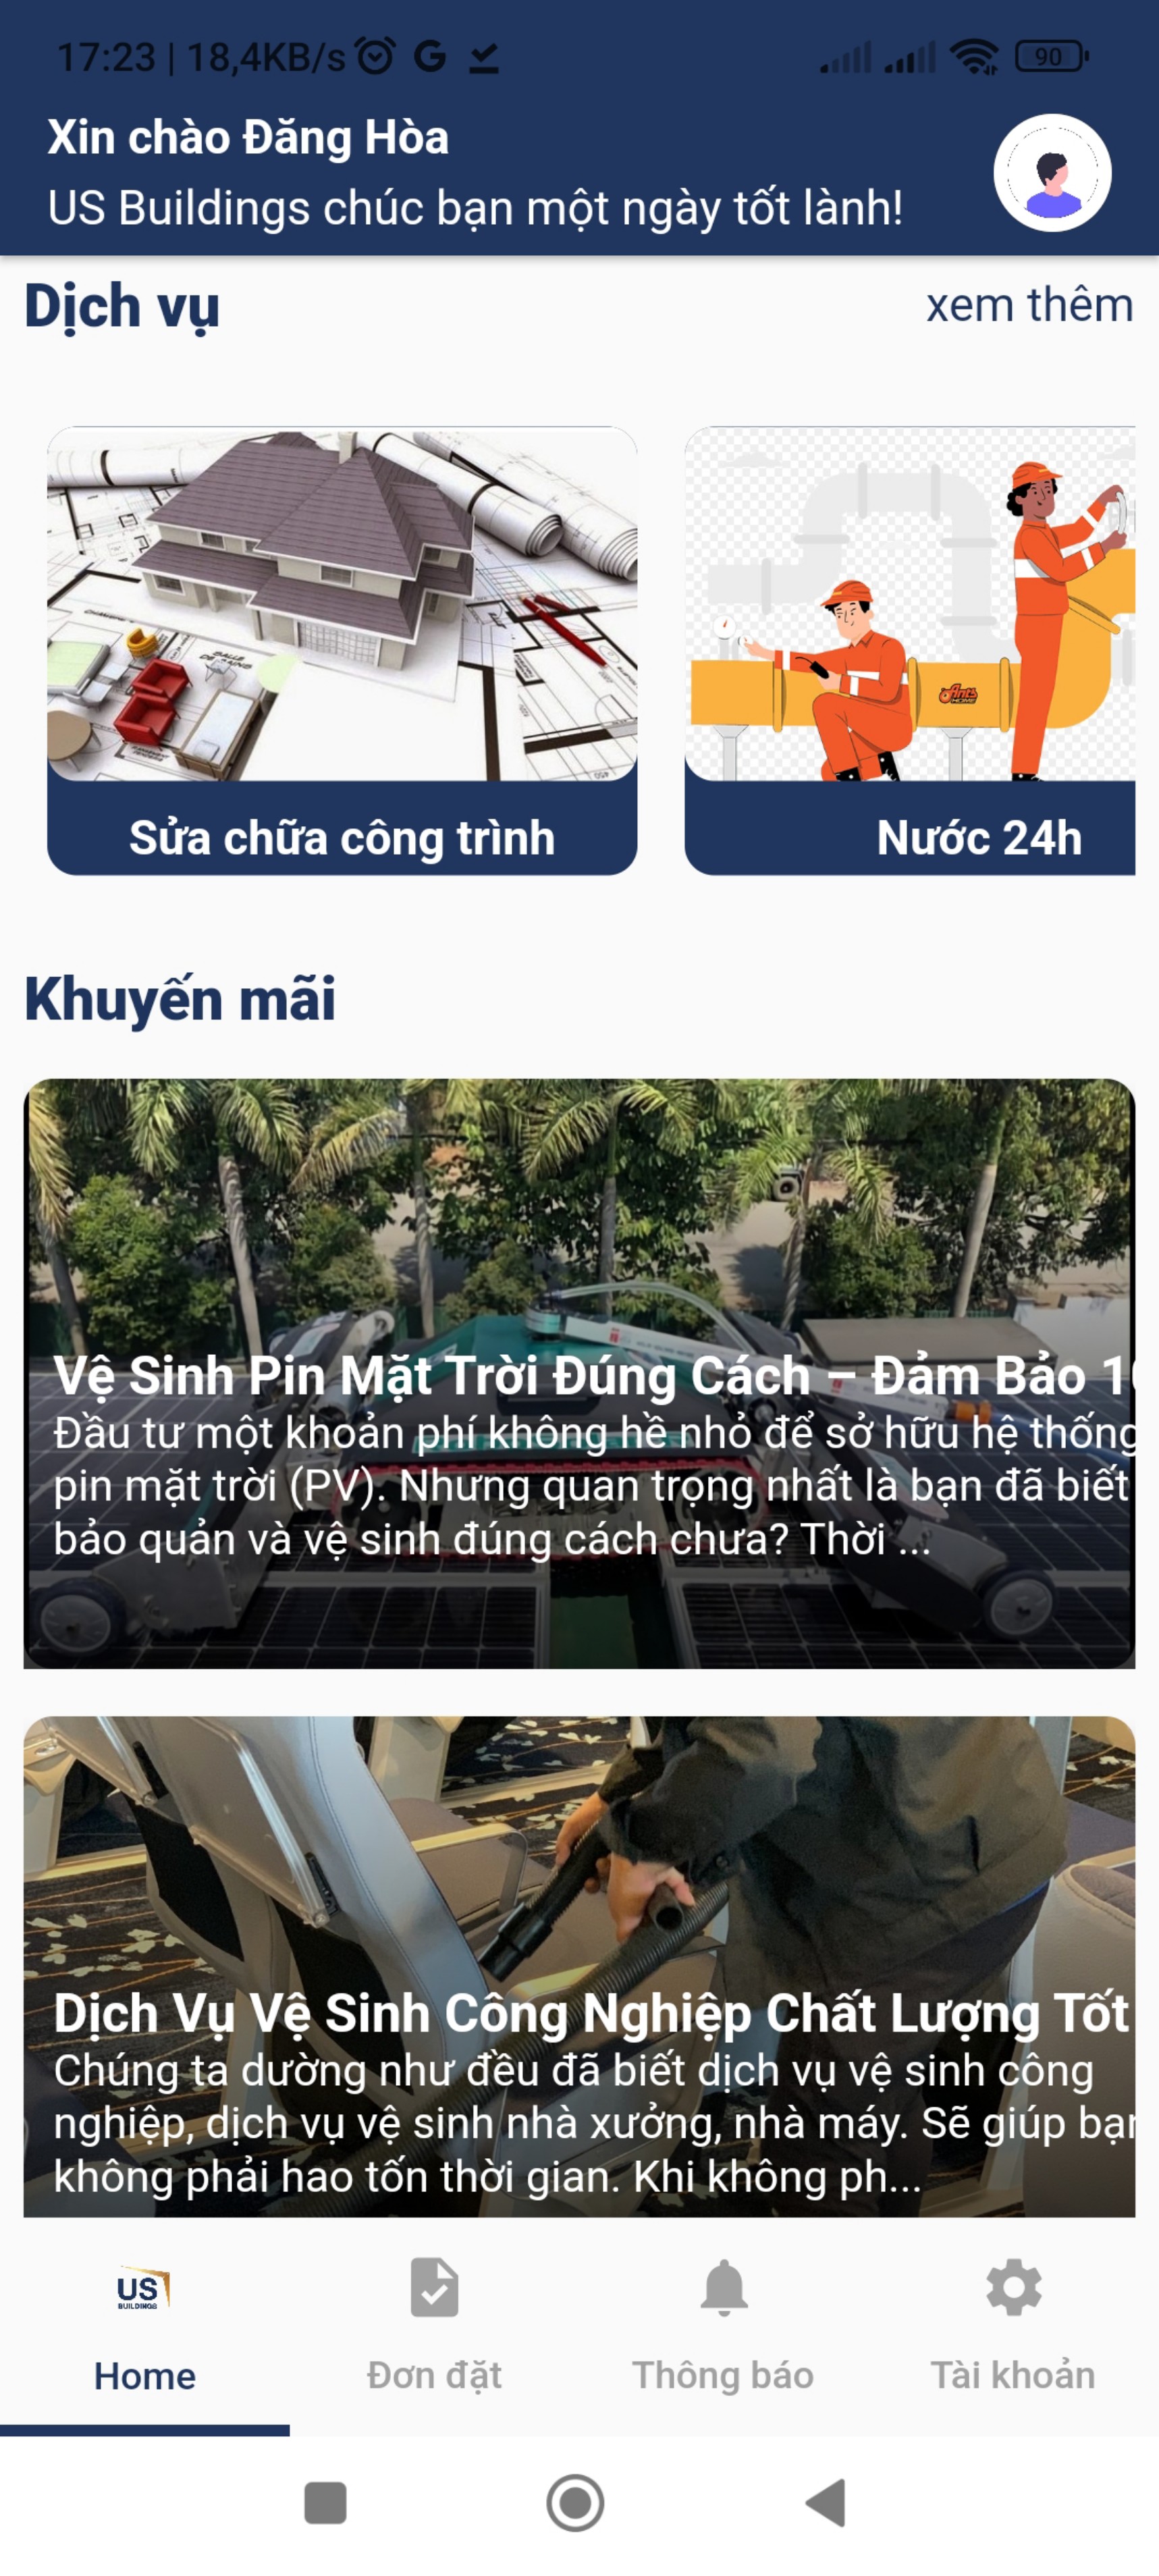 17:23 | 18,4KB/s
90
Xin chào Đăng Hòa
US Buildings chúc bạn một ngày tốt lành!
Dịch vụ
xem thêm
SALLE
DE BAINS
450
Ants
HOME
Sửa chữa công trình
Nước 24h
Khuyến mãi
Vệ Sinh Pin Mặt Trời Đúng Cách – Đảm Bảo 1
Đầu tư một khoản phí không hề nhỏ để sở hữu hệ thống
pin mặt trời (PV). Nhưng quan trọng nhất là bạn đã biết
bảo quản và vệ sinh đúng cách chưa? Thời ...
Dịch Vụ Vệ Sinh Công Nghiệp Chất Lượng Tốt
Chúng ta dường như đều đã biết dịch vụ vệ sinh công
nghiệp, dịch vụ vệ sinh nhà xưởng, nhà máy. Sẽ giúp bạn
không phải hao tốn thời gian. Khi không ph...
US
BUILDINGS
Home
Đơn đặt
Thông báo
Tài khoản